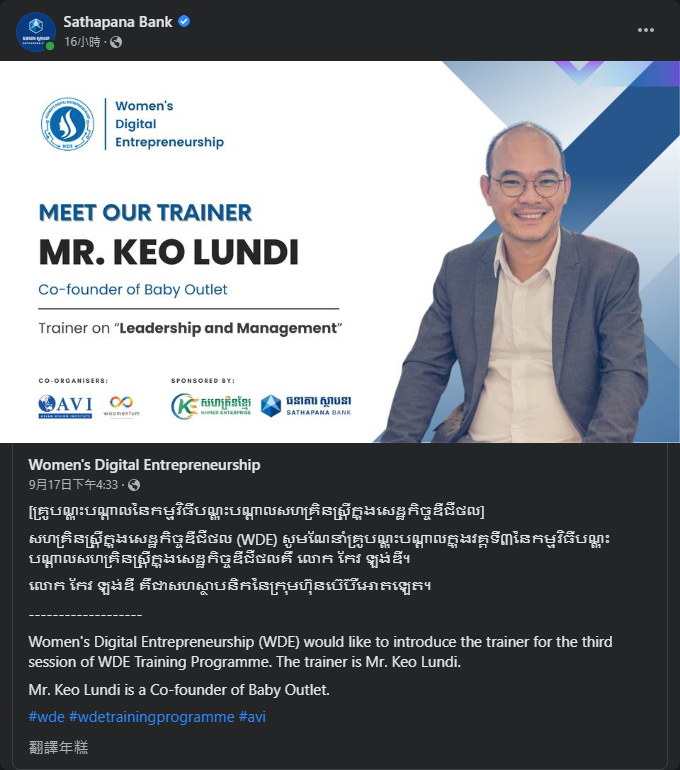 Sathapana Bank
16小時
Women's
Digital
Entrepreneurship
WDE
MEET OUR TRAINER
MR. KEO LUNDI
Co-founder of Baby Outlet
Trainer on “Leadership and Management“
CO-ORGANISERS:
SPONSORED BY:
AVI
ASIAN VISION INSTITUTE
woomentum
សហគ្រិនខ្មែរ
KHMER ENTERPRISE
ធនាគារ ស្ថាបនា
SATHAPANA BANK
Women's Digital Entrepreneurship
9月17日下午4:33
[គ្រូបណ្តុះបណ្តាលនៃកម្មវិធីបណ្តុះបណ្តាលសហគ្រិនស្ត្រីក្នុងសេដ្ឋកិច្ចឌីជីថល]
សហគ្រិនស្ត្រីក្នុងសេដ្ឋកិច្ចឌីជីថល (WDE) សូមណែនាំគ្រូបណ្តុះបណ្តាលក្នុងវគ្គទី៣នៃកម្មវិធីបណ្តុះ
បណ្តាលសហគ្រិនស្ត្រីក្នុងសេដ្ឋកិច្ចឌីជីថលគឺ លោក កែវ ឡង់ឌី។
លោក កែវ ឡង់ឌី គឺជាសហស្ថាបនិកនៃក្រុមហ៊ុនបេប៊ីអោតឡេត។
-------------------
Women's Digital Entrepreneurship (WDE) would like to introduce the trainer for the third
session of WDE Training Programme. The trainer is Mr. Keo Lundi.
Mr. Keo Lundi is a Co-founder of Baby Outlet.
#wde #wdetrainingprogramme #avi
翻譯年糕